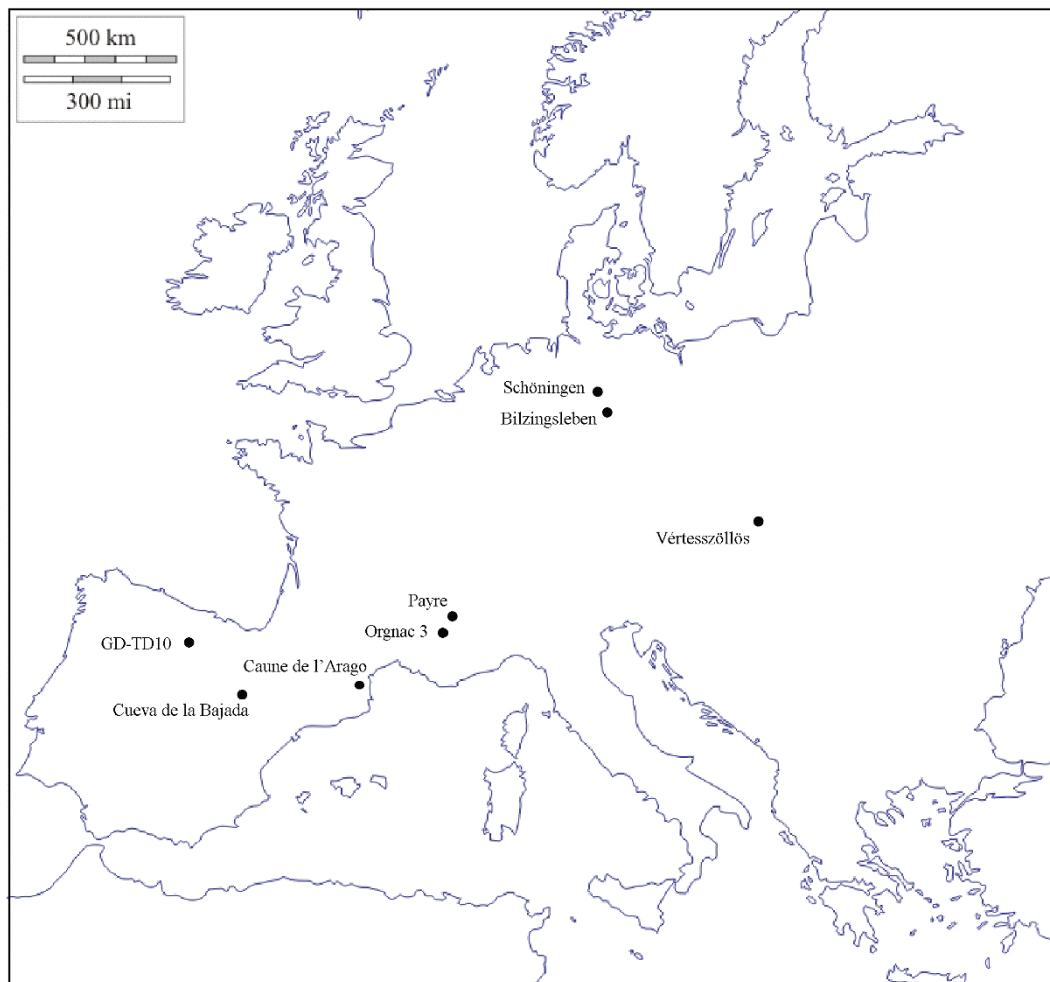 500 km
300 mi
Schöningen
Bilzingsleben
Vértesszöllös
Payre
Orgnac 3
GD-TD10
Caune de l'Arago
Cueva de la Bajada